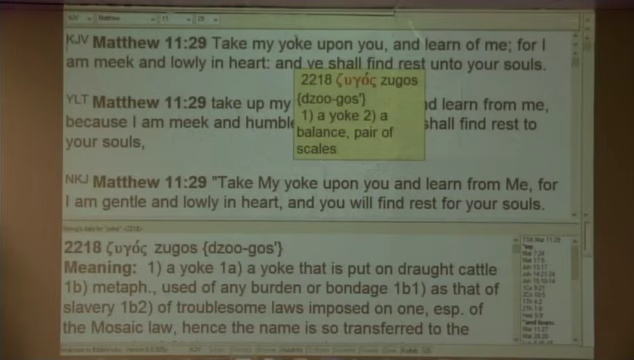 KJV Matthew 11 29
KJV Matthew 11:29 Take my yoke upon you, and learn of me; for I
am meek and lowly in heart: and ye shall find rest unto your souls.
2218 ζυγός zugos
{dzoo-gos'}
1) a yoke 2) a
balance, pair of
scales
YLT Matthew 11:29 take up my
d learn from me,
because I am meek and humble
shall find rest to
your souls,
NKJ Matthew 11:29 "Take My yoke upon you and learn from Me, for
I am gentle and lowly in heart, and you will find rest for your souls.
2218 ζυγός zugos {dzoo-gos'}
Meaning: 1) a yoke 1a) a yoke that is put on draught cattle
1b) metaph., used of any burden or bondage 1b1) as that of
slavery 1b2) of troublesome laws imposed on one, esp. of
the Mosaic law, hence the name is so transferred to the